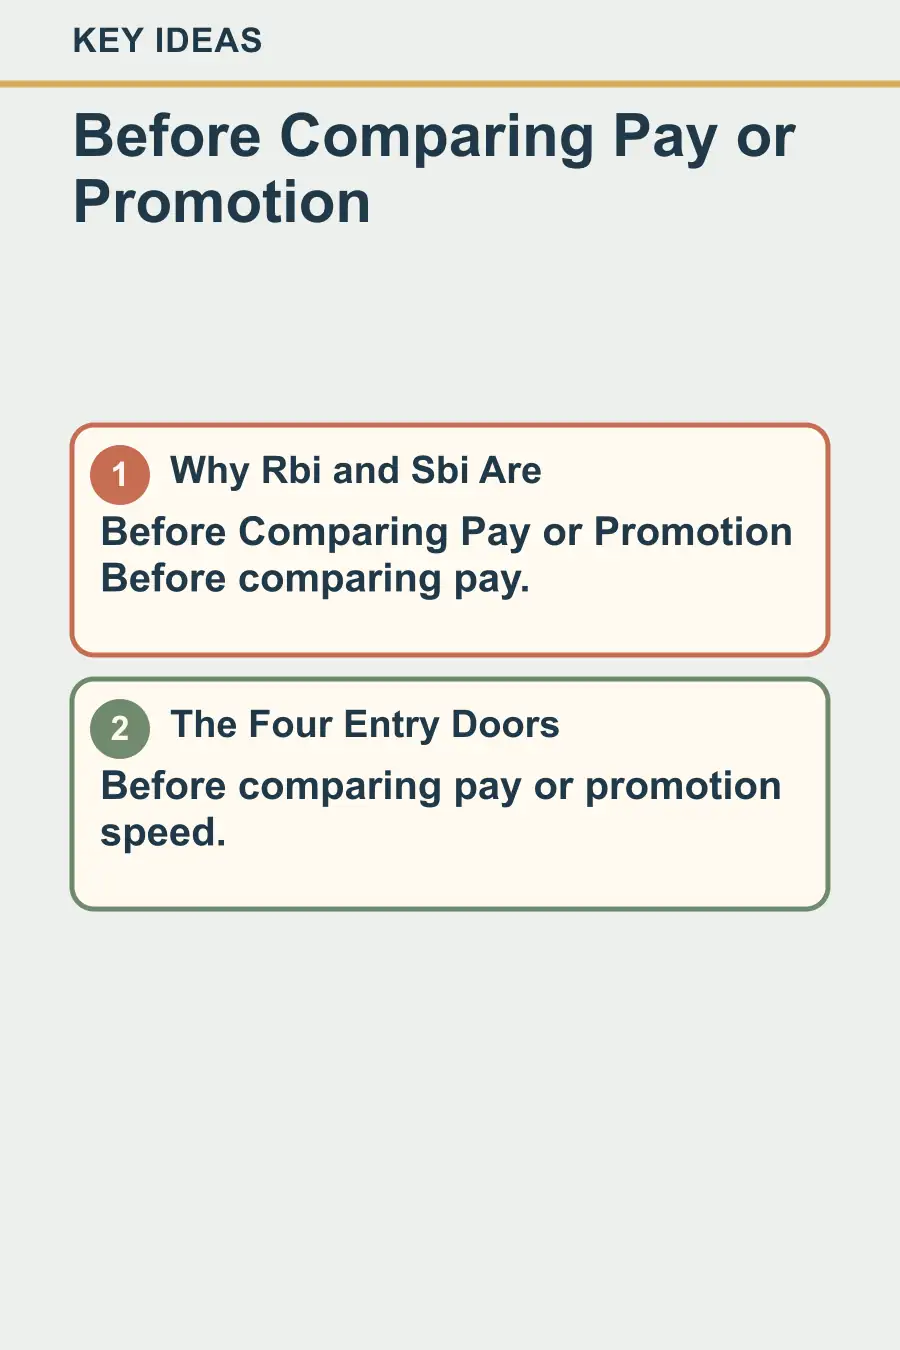 KEY IDEAS
Before Comparing Pay or
Promotion
1 Why Rbi and Sbi Are
Before Comparing Pay or Promotion
Before comparing pay.
2 The Four Entry Doors
Before comparing pay or promotion
speed.